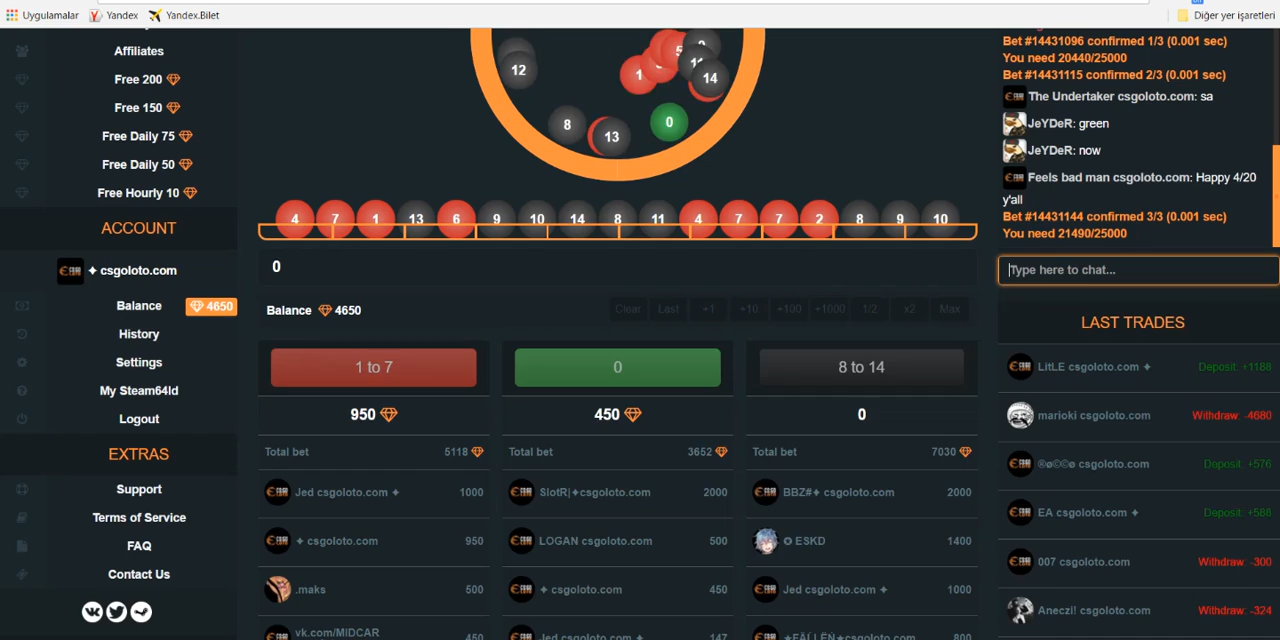 Uygulamalar
Yandex
Yandex.Bilet
Diğer yer işaretleri
Affiliates
Free 200
Free 150
Free Daily 75
Free Daily 50
Free Hourly 10
ACCOUNT
✦ csgoloto.com
Balance 4650
History
Settings
My Steam64Id
Logout
EXTRAS
Support
Terms of Service
FAQ
Contact Us
12
14
8
13
0
4 7 1 13 6 9 10 14 8 11 4 7 7 2 8 9 10
0
Balance 4650
Clear Last +1 +10 +100 +1000 1/2 x2 Max
1 to 7
950
Total bet 5118
Jed csgoloto.com ✦ 1000
✦ csgoloto.com 950
.maks 500
vk.com/MIDCAR 450
0
450
Total bet 3652
SlotR|✦csgoloto.com 2000
LOGAN csgoloto.com 500
✦ csgoloto.com 450
Jed csgoloto.com ✦ 147
8 to 14
0
Total bet 7030
BBZ#✦ csgoloto.com 2000
✪ ESKD 1400
Jed csgoloto.com ✦ 1000
800
Bet #14431096 confirmed 1/3 (0.001 sec)
You need 20440/25000
Bet #14431115 confirmed 2/3 (0.001 sec)
The Undertaker csgoloto.com: sa
JeYDeR: green
JeYDeR: now
Feels bad man csgoloto.com: Happy 4/20
y'all
Bet #14431144 confirmed 3/3 (0.001 sec)
You need 21490/25000
Type here to chat...
LAST TRADES
LitLE csgoloto.com ✦ Deposit: +1188
marioki csgoloto.com Withdraw: -4680
®ø©©ø csgoloto.com Deposit: +576
EA csgoloto.com ✦ Deposit: +588
007 csgoloto.com Withdraw: -300
Aneczi! csgoloto.com Withdraw: -324